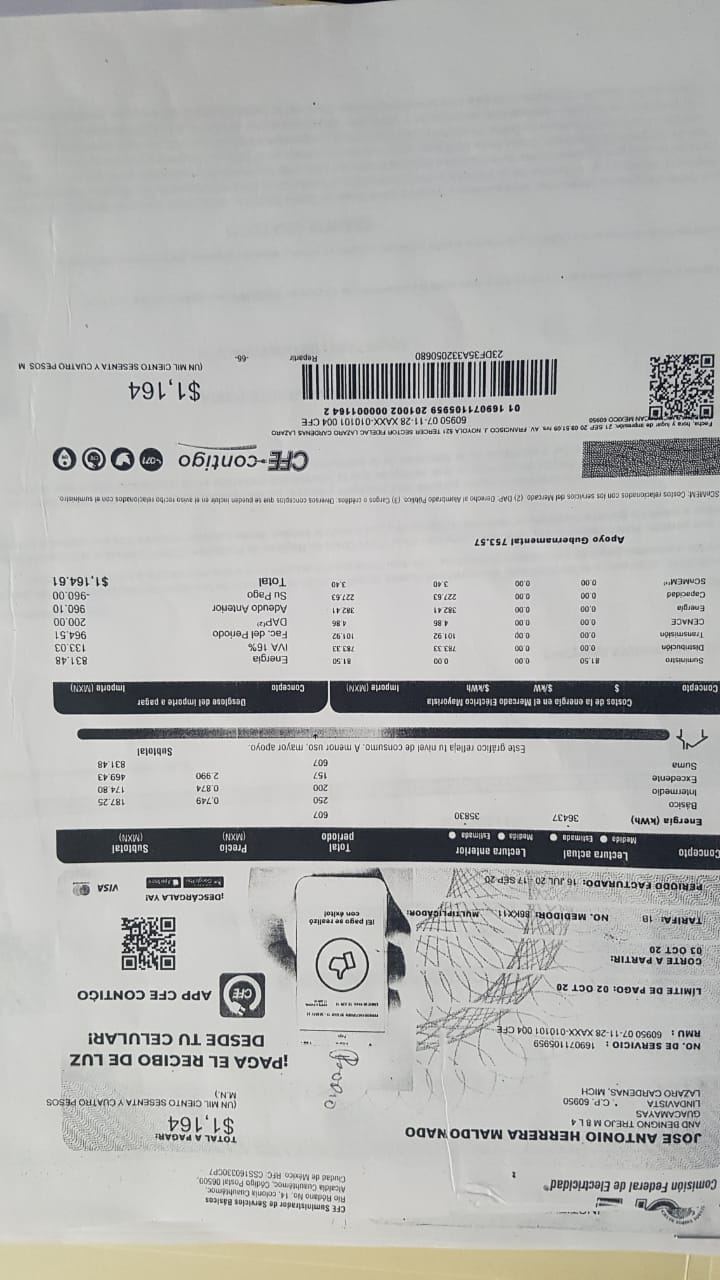 Comisión Federal de Electricidad®
CFE Suministrador de Servicios Básicos
Río Ródano No. 14, colonia Cuauhtémoc,
Alcaldía Cuauhtémoc, Código Postal 06500,
Ciudad de México. RFC: CSS160330CP7
JOSE ANTONIO HERRERA MALDONADO
AND BENIGNO TREJO M 8 L 4
GUACAMAYAS
LINDAVISTA C.P. 60950
LAZARO CARDENAS, MICH
TOTAL A PAGAR:
$1,164
(UN MIL CIENTO SESENTA Y CUATRO PESOS
M.N.)
NO. DE SERVICIO: 169071105959
RMU: 60950 07-11-28 XAXX-010101 004 CFE
LÍMITE DE PAGO: 02 OCT 20
CORTE A PARTIR:
03 OCT 20
TARIFA: 1B NO. MEDIDOR: 86KX11 MULTIPLICADOR:
PERIODO FACTURADO: 16 JUL 20 - 17 SEP 20
¡PAGA EL RECIBO DE LUZ
DESDE TU CELULAR!
CFE
APP CFE CONTIGO
¡El pago se realizó
con éxito!
¡DESCÁRGALA YA!
VISA
Concepto Lectura actual Lectura anterior Total periodo Precio (MXN) Subtotal (MXN)
Medida Estimada Medida Estimada
Energía (kWh) 36437 35830 607
Básico 250 0.749 187.25
Intermedio 200 0.874 174.80
Excedente 157 2.990 469.43
Suma 607 831.48
Subtotal
Este gráfico refleja tu nivel de consumo. A menor uso, mayor apoyo.
Costos de la energía en el Mercado Eléctrico Mayorista
Concepto $ $/kW $/kWh Importe (MXN)
Suministro 81.50 0.00 0.00 81.50
Distribución 0.00 0.00 783.33 783.33
Transmisión 0.00 0.00 101.92 101.92
CENACE 0.00 0.00 4.86 4.86
Energía 0.00 0.00 382.41 382.41
Capacidad 0.00 0.00 227.63 227.63
SCnMEM(1) 0.00 0.00 3.40 3.40
Desglose del importe a pagar
Concepto Importe (MXN)
Energía 831.48
IVA 16% 133.03
Fac. del Periodo 964.51
DAP(2) 200.00
Adeudo Anterior 960.10
Su Pago -960.00
Total $1,164.61
Apoyo Gubernamental 753.57
SCnMEM: Costos relacionados con los servicios del Mercado. (2) DAP: Derecho al Alumbrado Público. (3) Cargos o créditos: Diversos conceptos que se pueden incluir en el aviso recibo relacionados con el suministro.
CFE-contigo
071
Fecha, hora y lugar de impresión: 21 SEP 20 09:51:09 hrs. AV. FRANCISCO J. NOYOLA 521 TERCER SECTOR FIDELAC LAZARO CARDENAS LAZARO
MEXICO 60950
60950 07-11-28 XAXX-010101 004 CFE
01 169071105959 201002 000001164 2
23DF35A332050680
Repartir
-66-
$1,164
(UN MIL CIENTO SESENTA Y CUATRO PESOS M